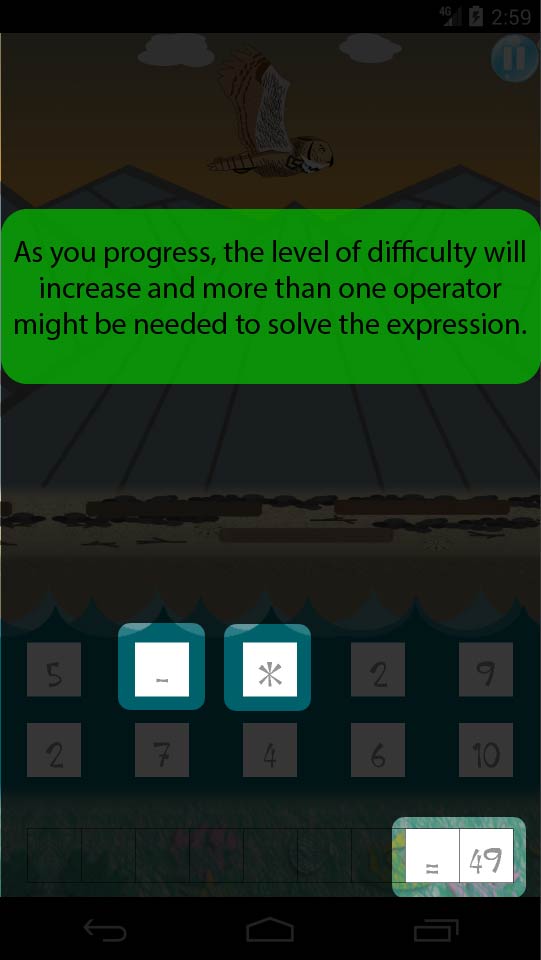 4G 2:59
As you progress, the level of difficulty will
increase and more than one operator
might be needed to solve the expression.
5 - * 2 9
2 7 4 6 10
= 49